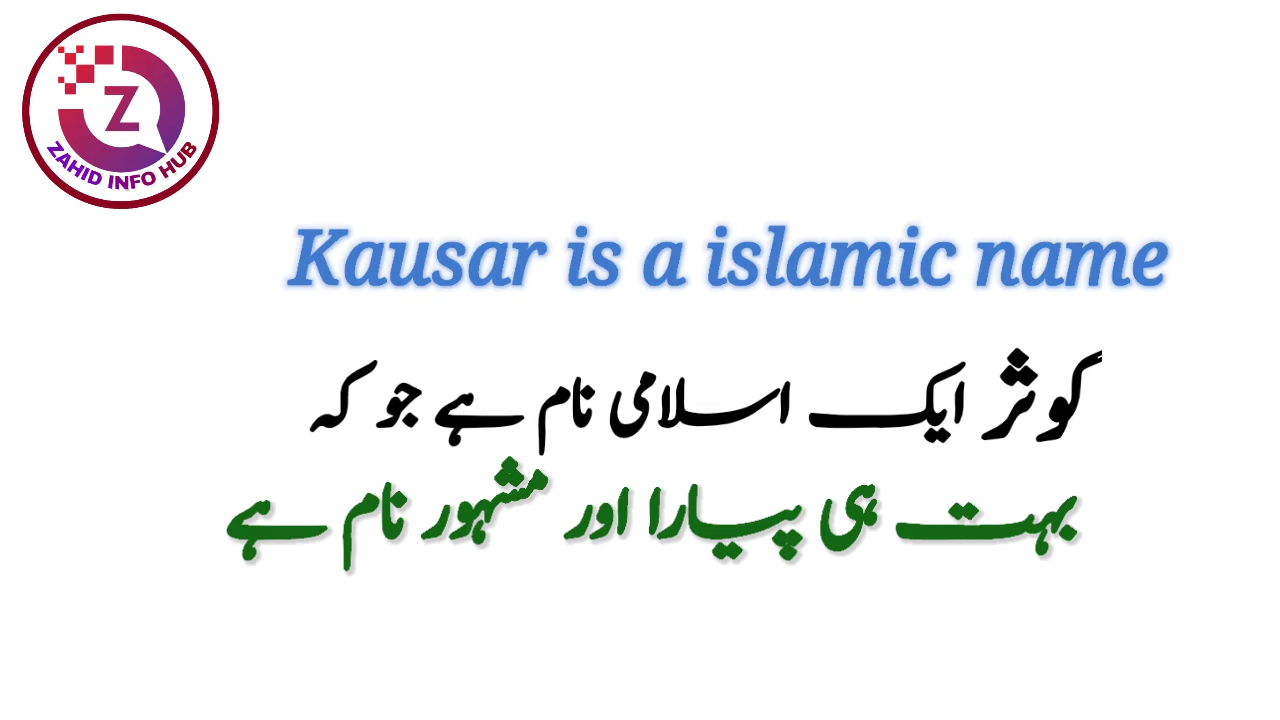 Z
ZAHID INFO HUB
Kausar is a islamic name
کوثر ایک اسلامی نام ہے جو کہ
بہت ہی پیارا اور مشہور نام ہے